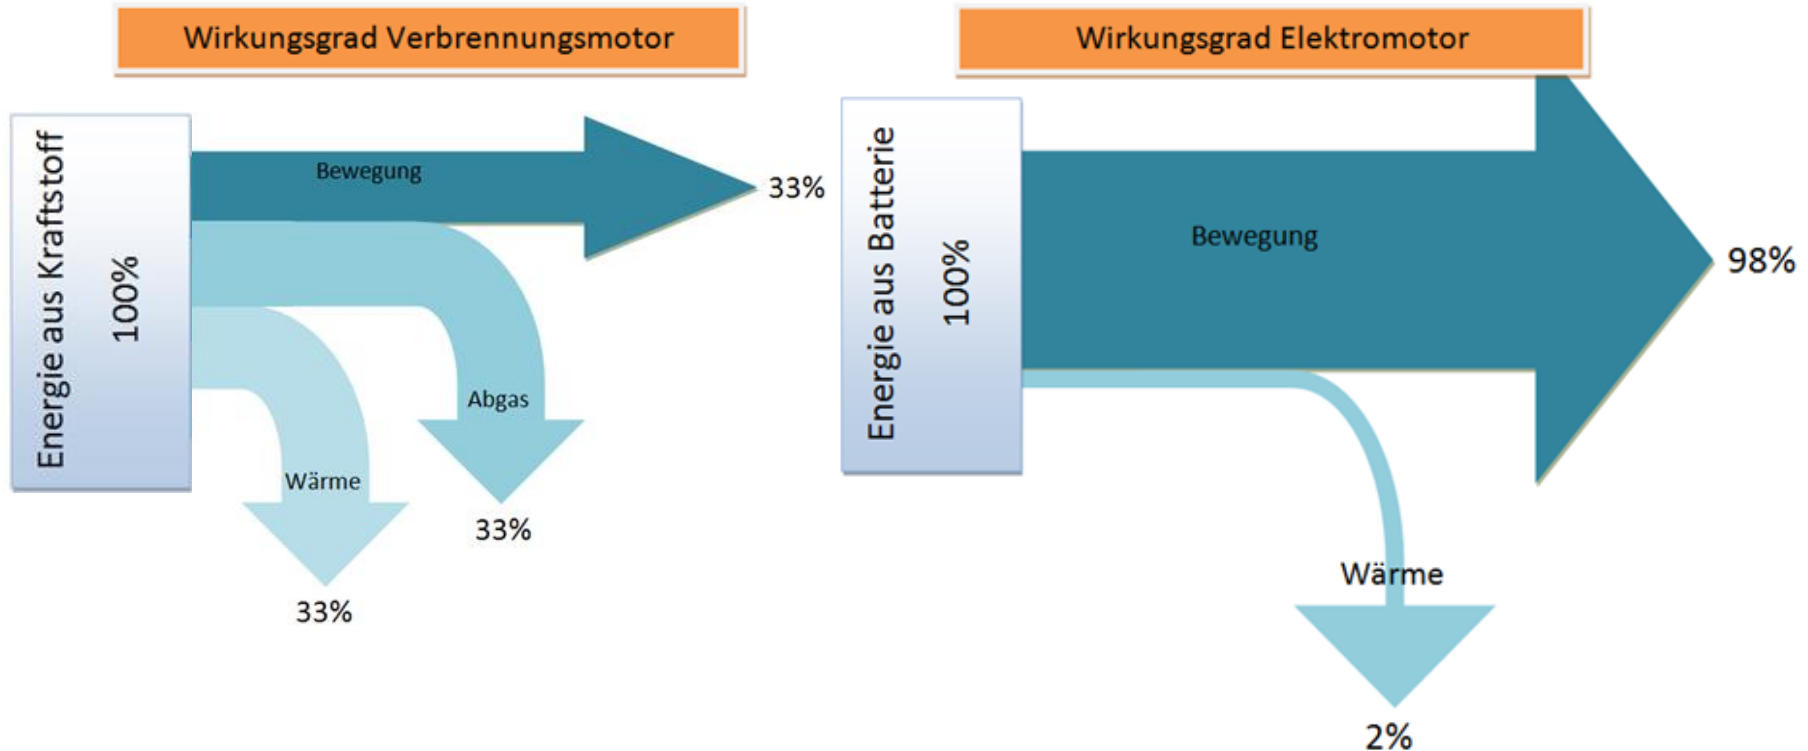 Wirkungsgrad Verbrennungsmotor
Energie aus Kraftstoff
100%
Bewegung
33%
Abgas
33%
Wärme
33%
Wirkungsgrad Elektromotor
Energie aus Batterie
100%
Bewegung
98%
Wärme
2%